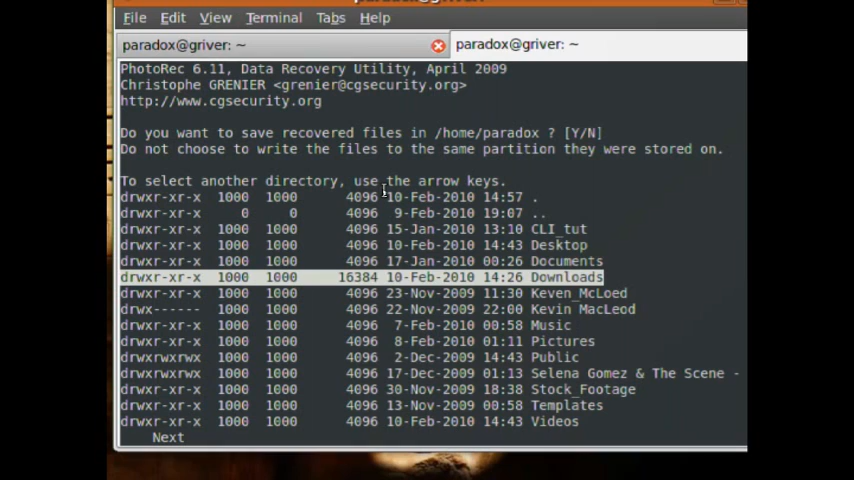 File Edit View Terminal Tabs Help
paradox@griver: ~
paradox@griver: ~
PhotoRec 6.11, Data Recovery Utility, April 2009
Christophe GRENIER <grenier@cgsecurity.org>
http://www.cgsecurity.org
Do you want to save recovered files in /home/paradox ? [Y/N]
Do not choose to write the files to the same partition they were stored on.
To select another directory, use the arrow keys.
drwxr-xr-x 1000 1000 4096 10-Feb-2010 14:57 .
drwxr-xr-x 0 0 4096 9-Feb-2010 19:07 ..
drwxr-xr-x 1000 1000 4096 15-Jan-2010 13:10 CLI_tut
drwxr-xr-x 1000 1000 4096 10-Feb-2010 14:43 Desktop
drwxr-xr-x 1000 1000 4096 17-Jan-2010 00:26 Documents
drwxr-xr-x 1000 1000 16384 10-Feb-2010 14:26 Downloads
drwxr-xr-x 1000 1000 4096 23-Nov-2009 11:30 Keven_McLoed
drwx------ 1000 1000 4096 22-Nov-2009 22:00 Kevin MacLeod
drwxr-xr-x 1000 1000 4096 7-Feb-2010 00:58 Music
drwxr-xr-x 1000 1000 4096 8-Feb-2010 01:11 Pictures
drwxrwxrwx 1000 1000 4096 2-Dec-2009 14:43 Public
drwxrwxrwx 1000 1000 4096 17-Dec-2009 01:13 Selena Gomez & The Scene -
drwxr-xr-x 1000 1000 4096 30-Nov-2009 18:38 Stock_Footage
drwxr-xr-x 1000 1000 4096 13-Nov-2009 00:58 Templates
drwxr-xr-x 1000 1000 4096 10-Feb-2010 14:43 Videos
Next